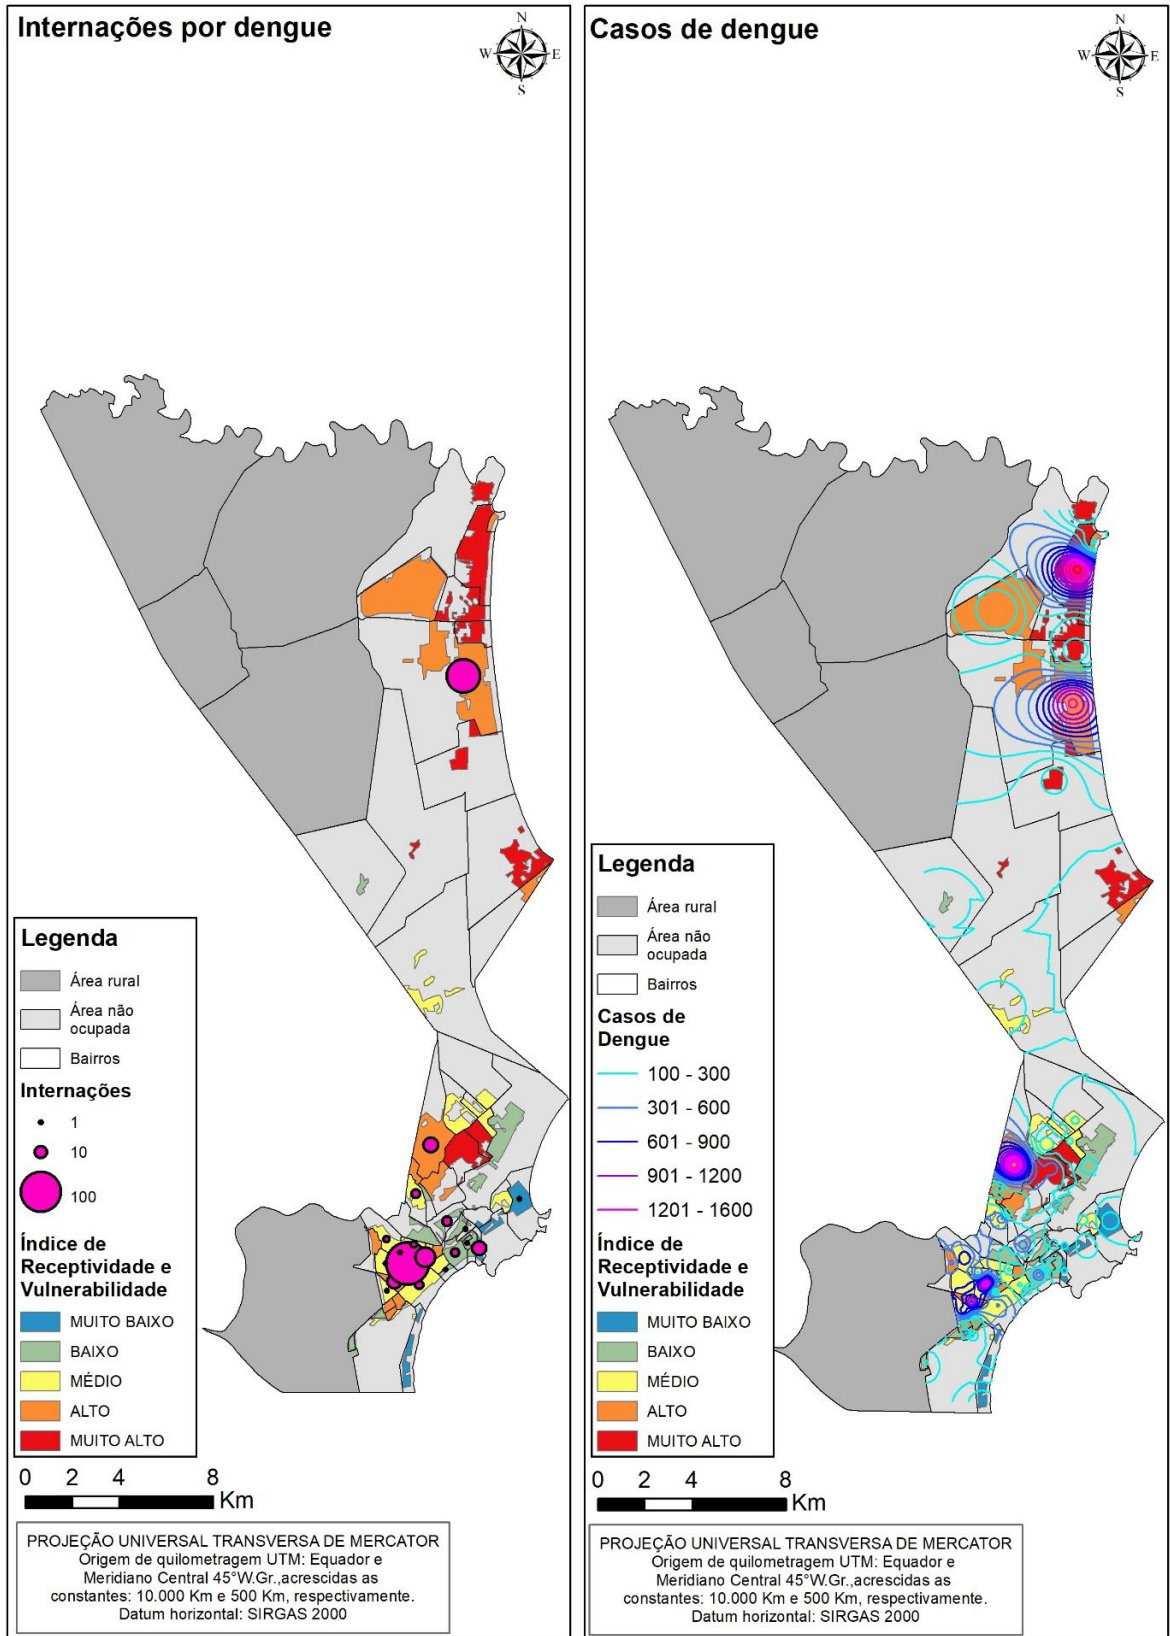 Internações por dengue
N
W
E
S
Legenda
Área rural
Área não
ocupada
Bairros
Internações
1
10
100
Índice de
Receptividade e
Vulnerabilidade
MUITO BAIXO
BAIXO
MÉDIO
ALTO
MUITO ALTO
0 2 4 8
Km
PROJEÇÃO UNIVERSAL TRANSVERSA DE MERCATOR
Origem de quilometragem UTM: Equador e
Meridiano Central 45°W.Gr.,acrescidas as
constantes: 10.000 Km e 500 Km, respectivamente.
Datum horizontal: SIRGAS 2000
Casos de dengue
N
W
E
S
Legenda
Área rural
Área não
ocupada
Bairros
Casos de
Dengue
100 - 300
301 - 600
601 - 900
901 - 1200
1201 - 1600
Índice de
Receptividade e
Vulnerabilidade
MUITO BAIXO
BAIXO
MÉDIO
ALTO
MUITO ALTO
0 2 4 8
Km
PROJEÇÃO UNIVERSAL TRANSVERSA DE MERCATOR
Origem de quilometragem UTM: Equador e
Meridiano Central 45°W.Gr.,acrescidas as
constantes: 10.000 Km e 500 Km, respectivamente.
Datum horizontal: SIRGAS 2000